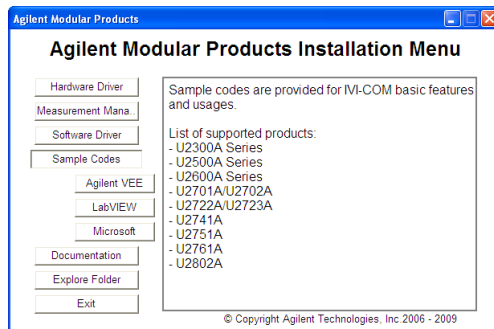 Agilent Modular Products
Agilent Modular Products Installation Menu
Hardware Driver
Measurement Mana..
Software Driver
Sample Codes
Agilent VEE
LabVIEW
Microsoft
Documentation
Explore Folder
Exit
Sample codes are provided for IVI-COM basic features
and usages.
List of supported products:
- U2300A Series
- U2500A Series
- U2600A Series
- U2701A/U2702A
- U2722A/U2723A
- U2741A
- U2751A
- U2761A
- U2802A
© Copyright Agilent Technologies, Inc.2006 - 2009